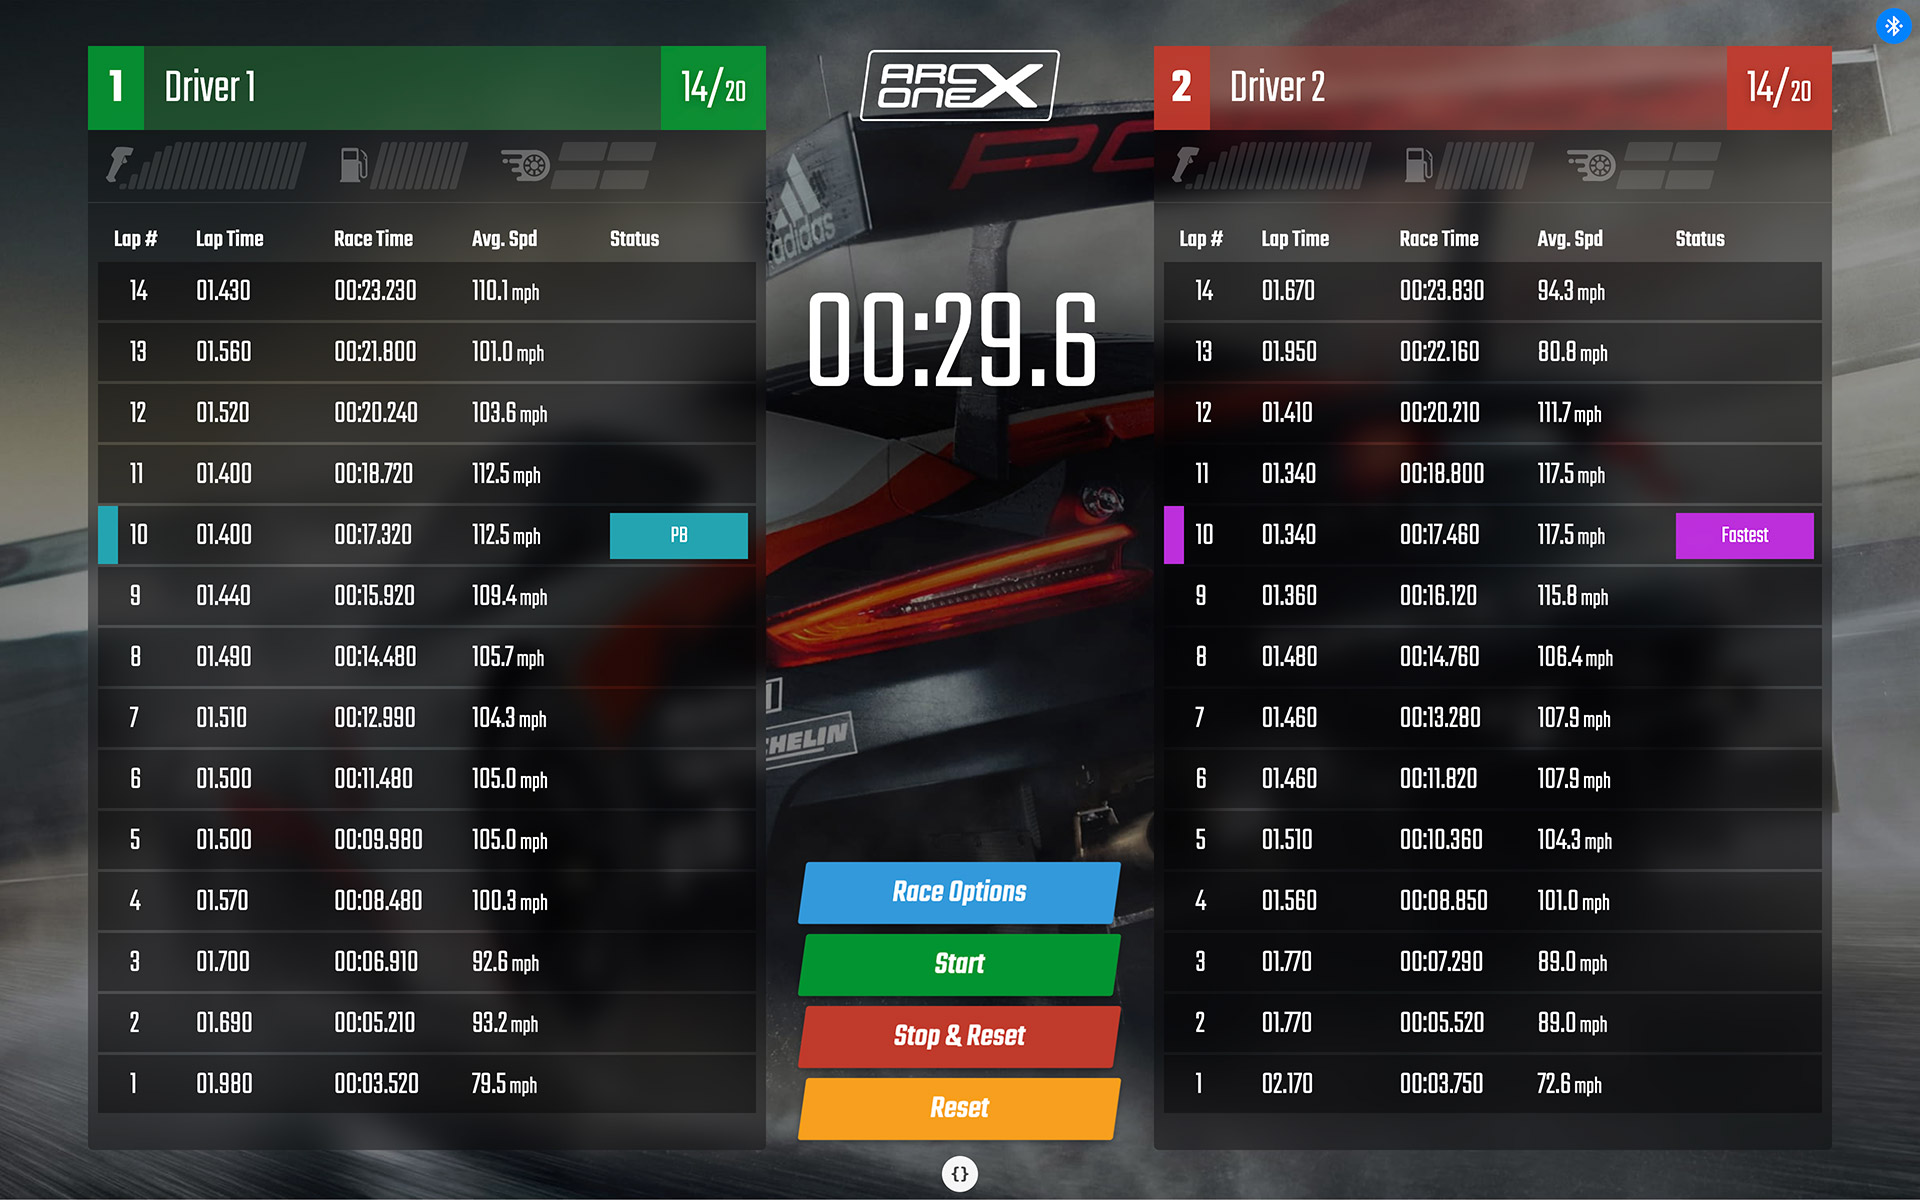 1 Driver 1 14/20
Lap # Lap Time Race Time Avg. Spd Status
14 01.430 00:23.230 110.1 mph
13 01.560 00:21.800 101.0 mph
12 01.520 00:20.240 103.6 mph
11 01.400 00:18.720 112.5 mph
10 01.400 00:17.320 112.5 mph PB
9 01.440 00:15.920 109.4 mph
8 01.490 00:14.480 105.7 mph
7 01.510 00:12.990 104.3 mph
6 01.500 00:11.480 105.0 mph
5 01.500 00:09.980 105.0 mph
4 01.570 00:08.480 100.3 mph
3 01.700 00:06.910 92.6 mph
2 01.690 00:05.210 93.2 mph
1 01.980 00:03.520 79.5 mph
ARC
ONE X
PO
adidas
00:29.6
HELIN
Race Options
Start
Stop & Reset
Reset
{}
2 Driver 2 14/20
Lap # Lap Time Race Time Avg. Spd Status
14 01.670 00:23.830 94.3 mph
13 01.950 00:22.160 80.8 mph
12 01.410 00:20.210 111.7 mph
11 01.340 00:18.800 117.5 mph
10 01.340 00:17.460 117.5 mph Fastest
9 01.360 00:16.120 115.8 mph
8 01.480 00:14.760 106.4 mph
7 01.460 00:13.280 107.9 mph
6 01.460 00:11.820 107.9 mph
5 01.510 00:10.360 104.3 mph
4 01.560 00:08.850 101.0 mph
3 01.770 00:07.290 89.0 mph
2 01.770 00:05.520 89.0 mph
1 02.170 00:03.750 72.6 mph